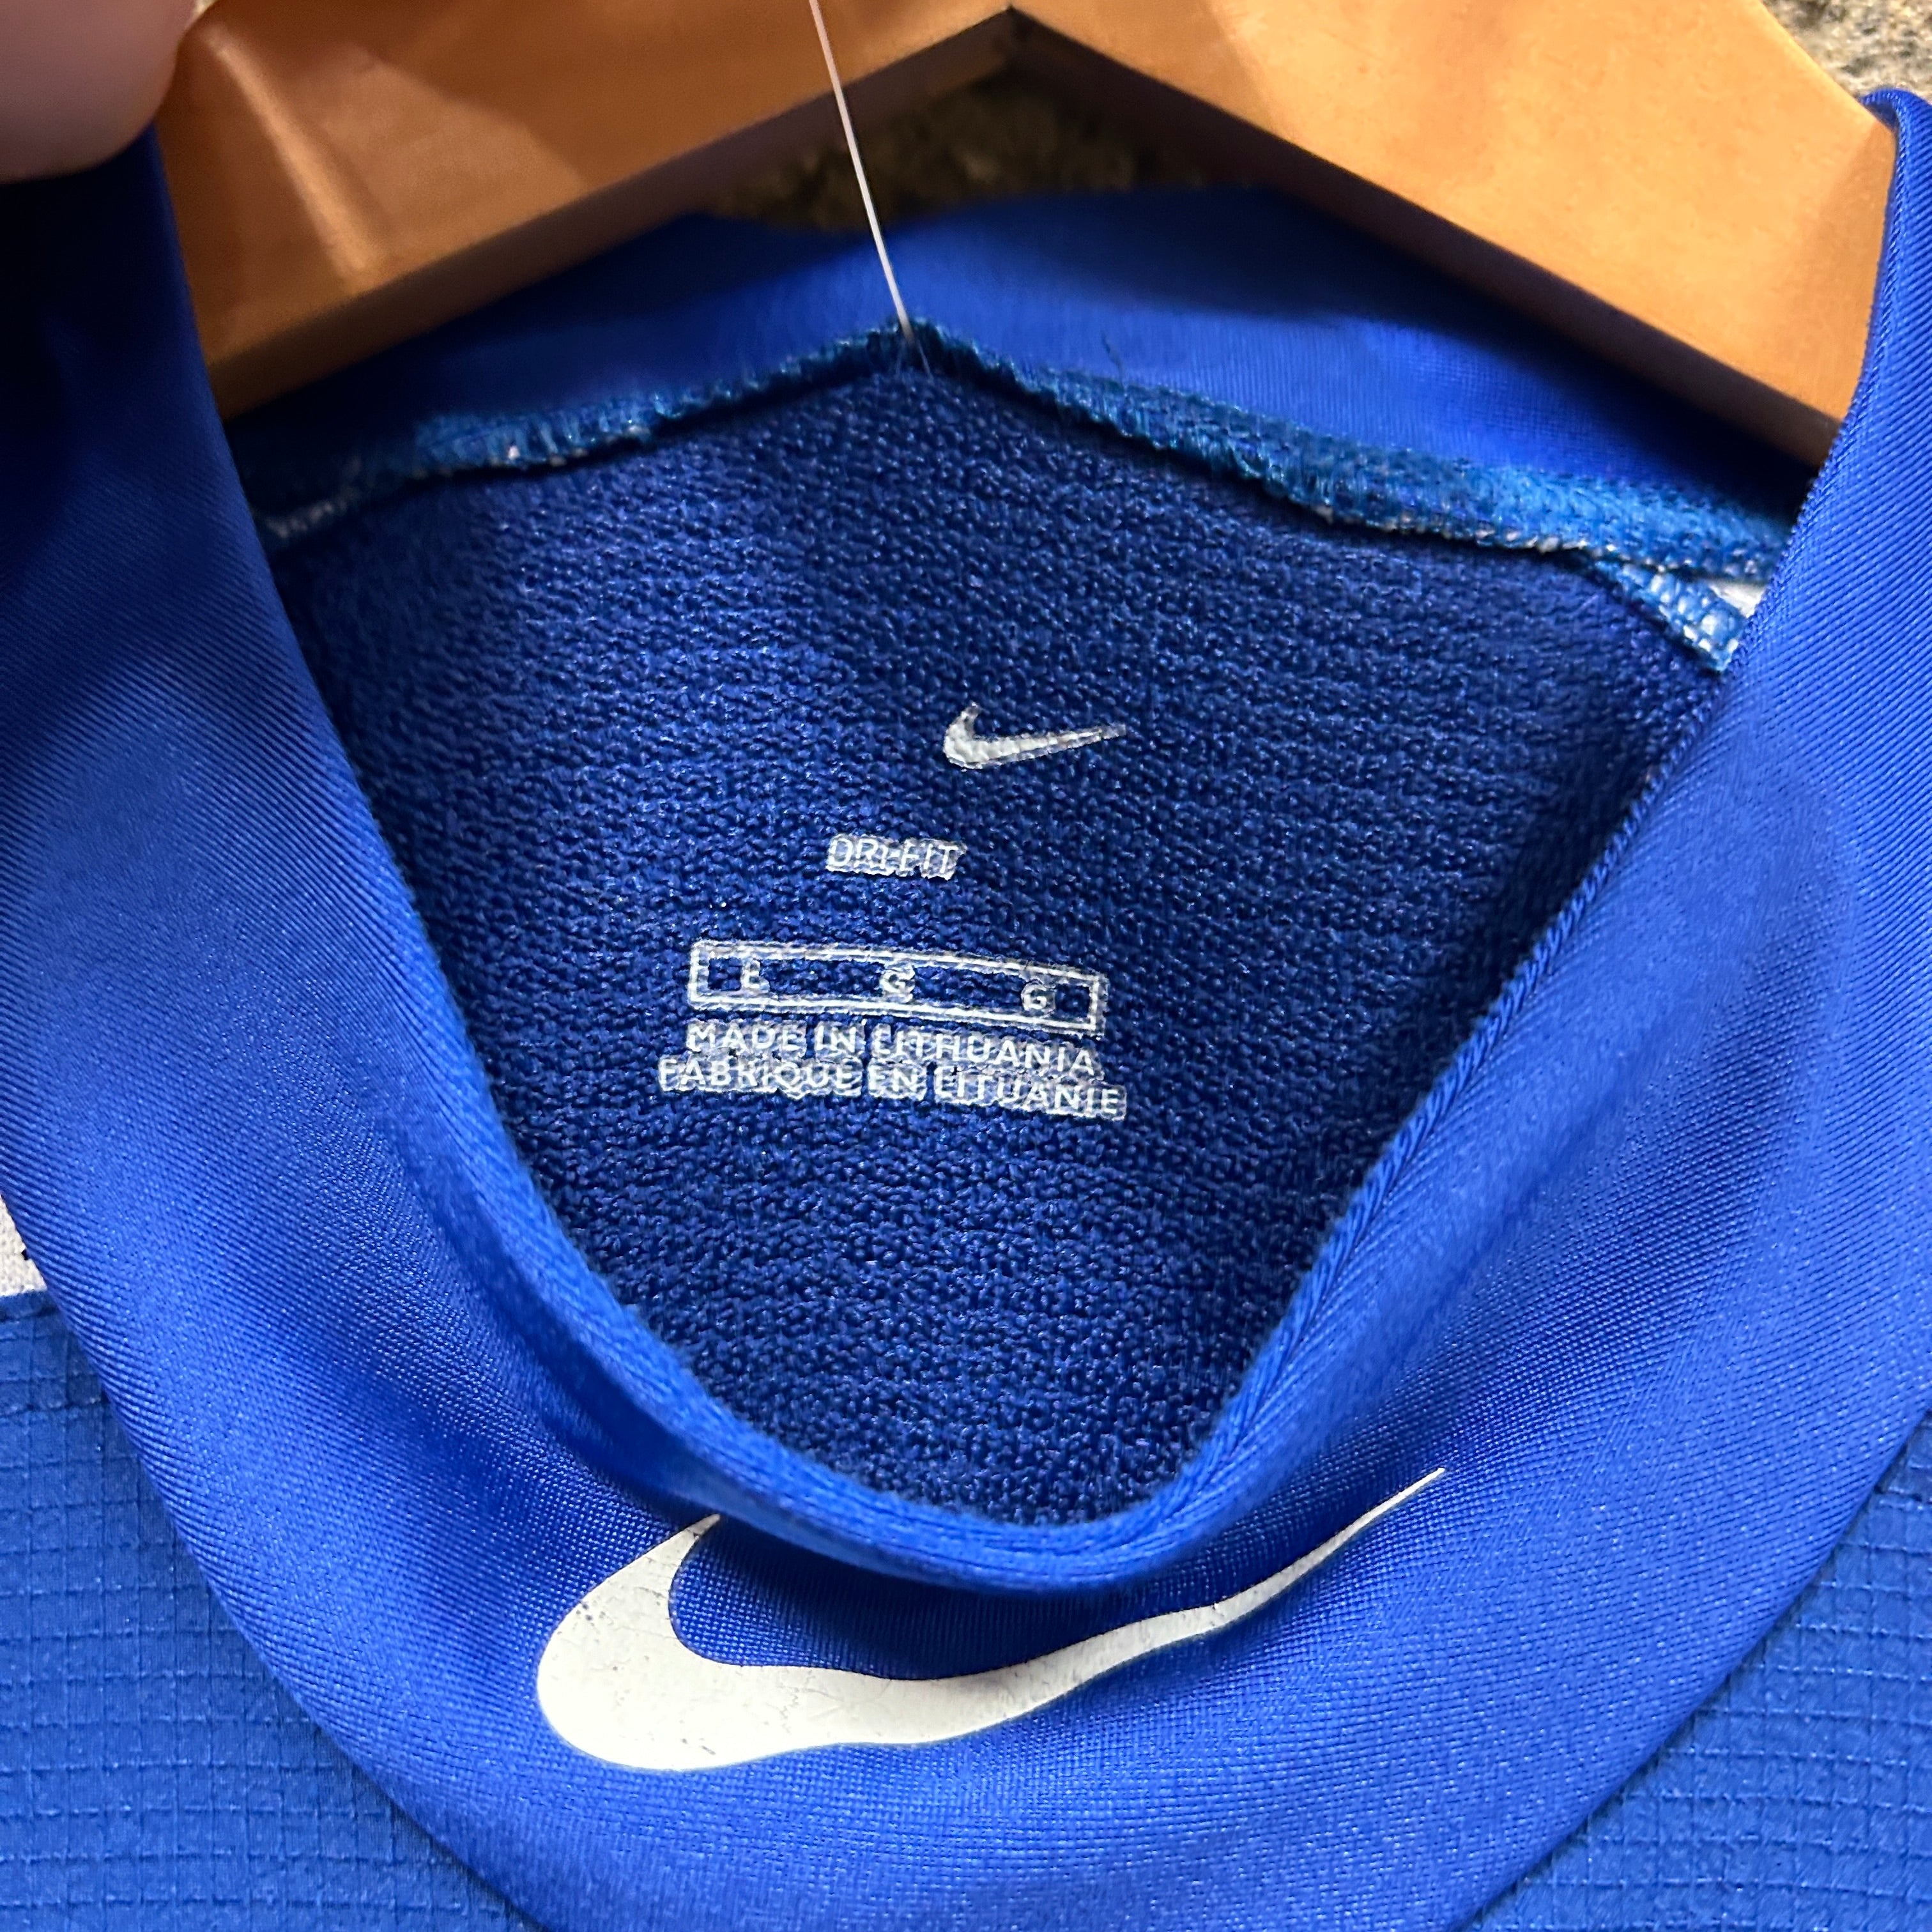 DRI-FIT
L G G
MADE IN LITHUANIA
FABRIQUE EN LITUANIE